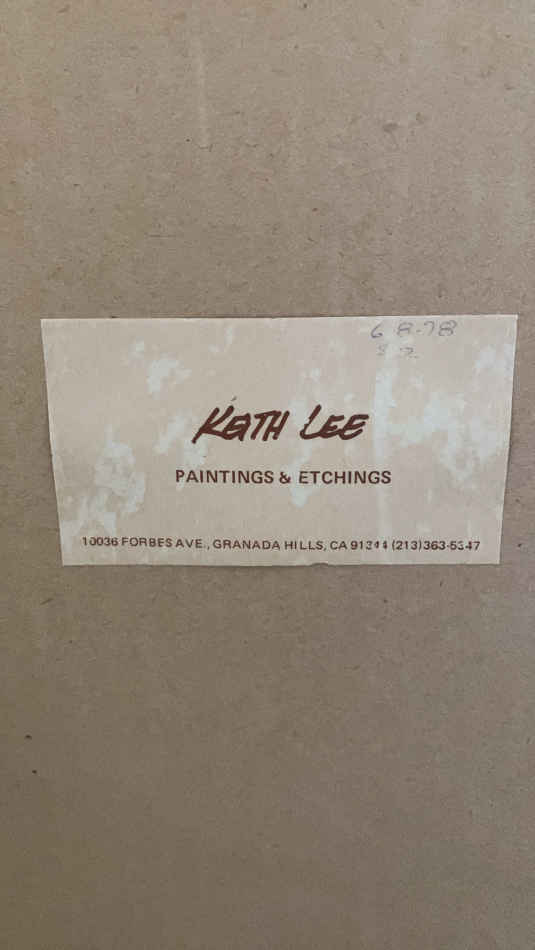 6 8-78
KEITH LEE
PAINTINGS & ETCHINGS
10036 FORBES AVE., GRANADA HILLS, CA 91344 (213)363-5347